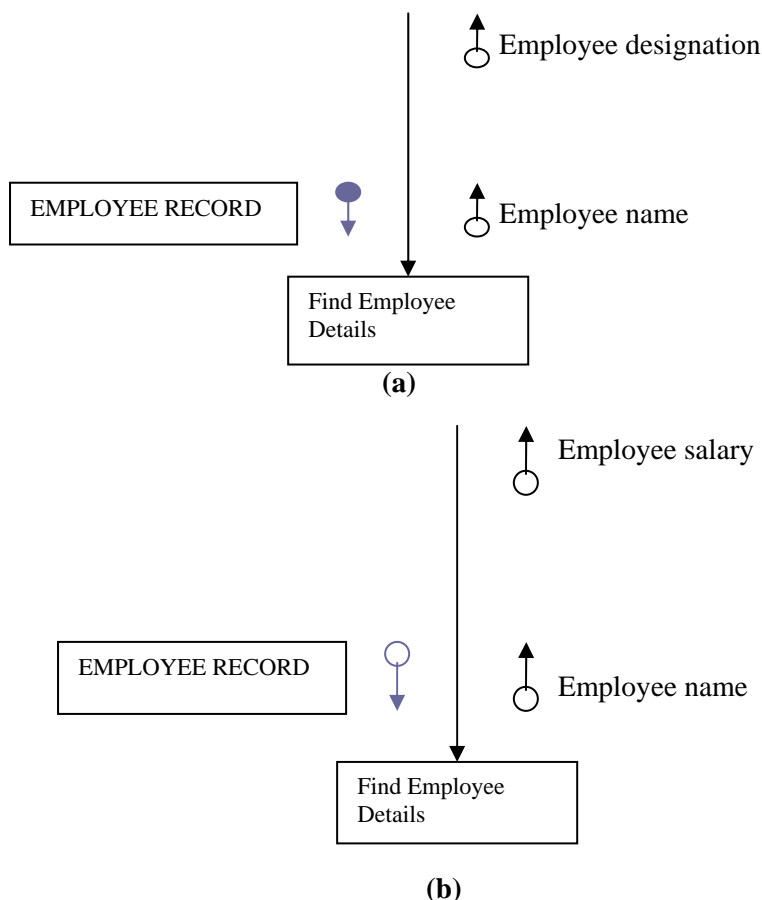 Employee designation
EMPLOYEE RECORD
Employee name
Find Employee
Details
(a)
Employee salary
EMPLOYEE RECORD
Employee name
Find Employee
Details
(b)